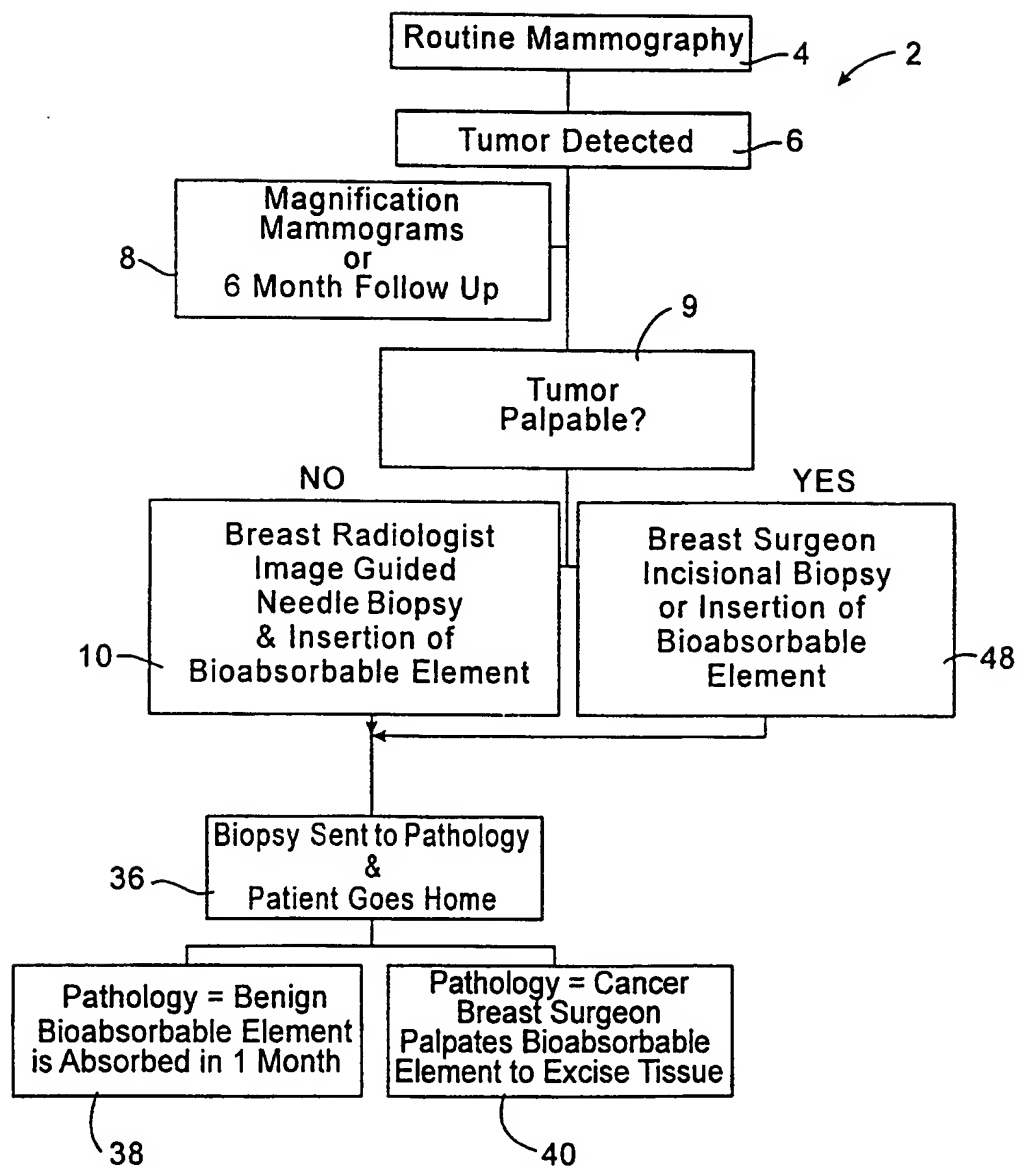 Routine Mammography
4
2
Tumor Detected
6
Magnification
Mammograms
or
6 Month Follow Up
8
9
Tumor
Palpable?
NO
YES
Breast Radiologist
Image Guided
Needle Biopsy
& Insertion of
Bioabsorbable Element
10
Breast Surgeon
Incisional Biopsy
or Insertion of
Bioabsorbable
Element
48
Biopsy Sent to Pathology
&
Patient Goes Home
36
Pathology = Benign
Bioabsorbable Element
is Absorbed in 1 Month
38
Pathology = Cancer
Breast Surgeon
Palpates Bioabsorbable
Element to Excise Tissue
40